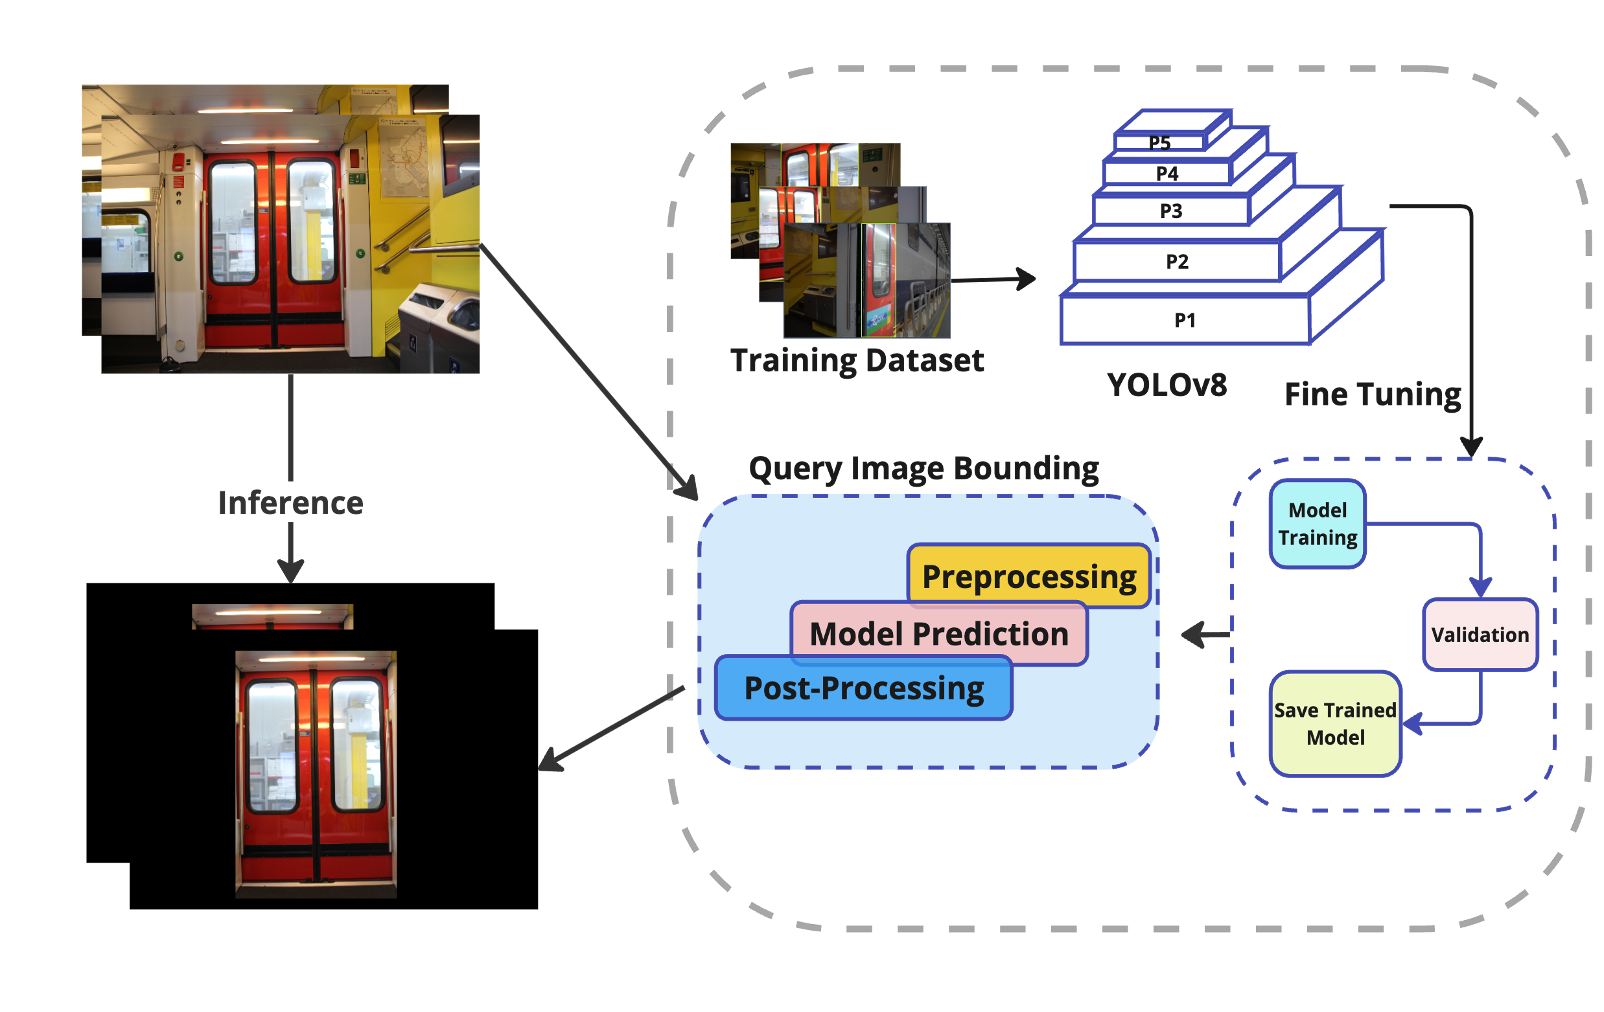 P5
P4
P3
P2
P1
Training Dataset
YOLOv8
Fine Tuning
Query Image Bounding
Inference
Preprocessing
Model Prediction
Post-Processing
Model
Training
Validation
Save Trained
Model